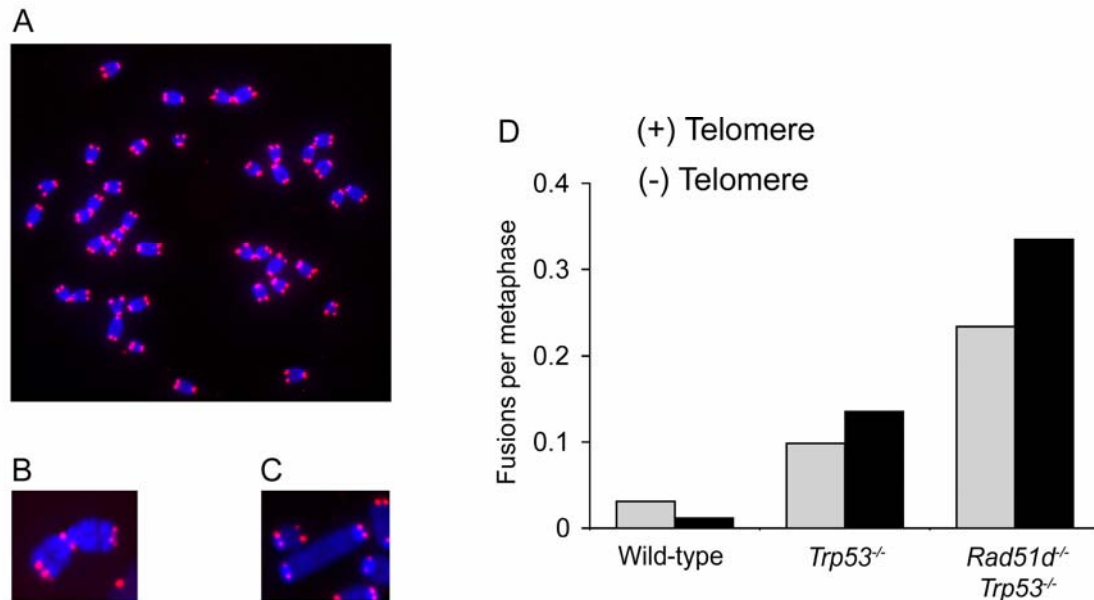 A
B
C
D
(+) Telomere
(-) Telomere
Fusions per metaphase
0.4
0.3
0.2
0.1
0
Wild-type
Trp53-/-
Rad51d-/-
Trp53-/-